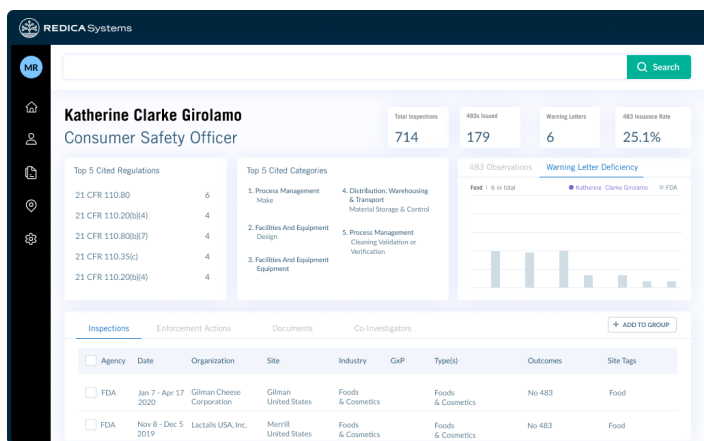 REDICA Systems
MR
Search
Katherine Clarke Girolamo
Consumer Safety Officer
Total Inspections
714
483s Issued
179
Warning Letters
6
483 Issuance Rate
25.1%
Top 5 Cited Regulations
21 CFR 110.80 6
21 CFR 110.20(b)(4) 4
21 CFR 110.80(b)(7) 4
21 CFR 110.35(c) 4
21 CFR 110.20(b)(4) 4
Top 5 Cited Categories
1. Process Management
Make
2. Facilities And Equipment
Design
3. Facilities And Equipment
Equipment
4. Distribution, Warehousing
& Transport
Material Storage & Control
5. Process Management
Cleaning Validation or
Verification
483 Observations Warning Letter Deficiency
Food | 6 in total Katherine Clarke Girolamo FDA
Inspections Enforcement Actions Documents Co-Investigators
+ ADD TO GROUP
Agency Date Organization Site Industry GxP Type(s) Outcomes Site Tags
FDA Jan 7 - Apr 17 Gilman Cheese Gilman Foods Foods No 483 Food
2020 Corporation United States & Cosmetics & Cosmetics
FDA Nov 8 - Dec 5 Lactalis USA, Inc. Merrill Foods Foods No 483 Food
2019 United States & Cosmetics & Cosmetics